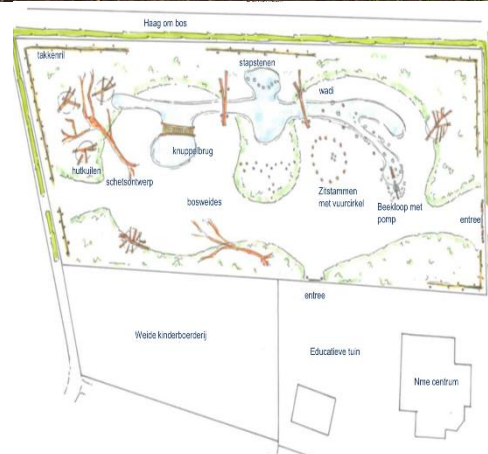 Haag om bos
takkenril
stapstenen
wadi
knuppelbrug
hutkuilen
schetsontwerp
bosweides
Zitstammen
met vuurcirkel
Beekloop met
pomp
entree
entree
Weide kinderboerderij
Educatieve tuin
Nme centrum